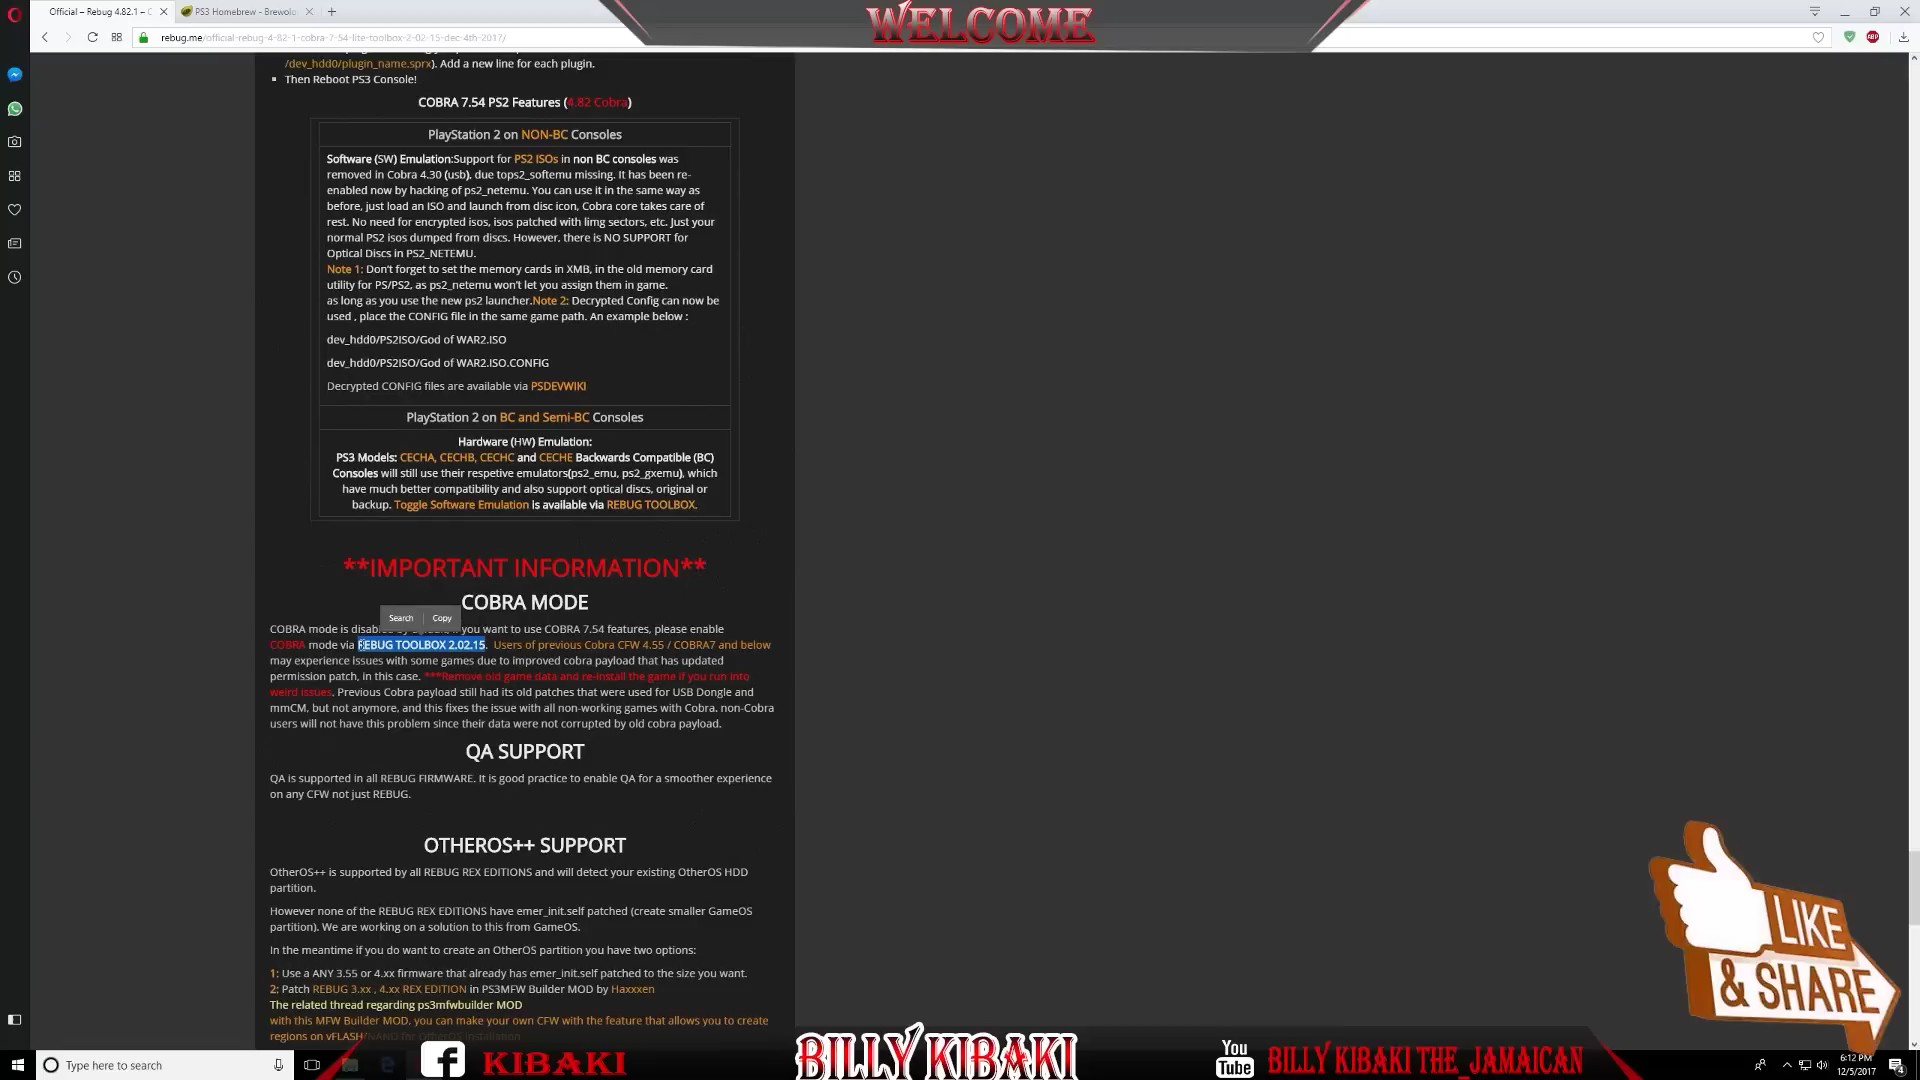 Official – Rebug 4.82.1 – C
PS3 Homebrew - Brewolo
WELCOME
rebug.me/official-rebug-4-82-1-cobra-7-54-lite-toolbox-2-02-15-dec-4th-2017/
/dev_hdd0/plugin_name.sprx). Add a new line for each plugin.
Then Reboot PS3 Console!
COBRA 7.54 PS2 Features (4.82 Cobra)
PlayStation 2 on NON-BC Consoles
Software (SW) Emulation:Support for PS2 ISOs in non BC consoles was
removed in Cobra 4.30 (usb), due tops2_softemu missing. It has been re-
enabled now by hacking of ps2_netemu. You can use it in the same way as
before, just load an ISO and launch from disc icon, Cobra core takes care of
rest. No need for encrypted isos, isos patched with limg sectors, etc. Just your
normal PS2 isos dumped from discs. However, there is NO SUPPORT for
Optical Discs in PS2_NETEMU.
Note 1: Don't forget to set the memory cards in XMB, in the old memory card
utility for PS/PS2, as ps2_netemu won't let you assign them in game.
as long as you use the new ps2 launcher.Note 2: Decrypted Config can now be
used , place the CONFIG file in the same game path. An example below :
dev_hdd0/PS2ISO/God of WAR2.ISO
dev_hdd0/PS2ISO/God of WAR2.ISO.CONFIG
Decrypted CONFIG files are available via PSDEVWIKI
PlayStation 2 on BC and Semi-BC Consoles
Hardware (HW) Emulation:
PS3 Models: CECHA, CECHB, CECHC and CECHE Backwards Compatible (BC)
Consoles will still use their respetive emulators(ps2_emu, ps2_gxemu), which
have much better compatibility and also support optical discs, original or
backup. Toggle Software Emulation is available via REBUG TOOLBOX.
**IMPORTANT INFORMATION**
COBRA MODE
Search Copy
COBRA mode is disabled by default, if you want to use COBRA 7.54 features, please enable
COBRA mode via REBUG TOOLBOX 2.02.15. Users of previous Cobra CFW 4.55 / COBRA7 and below
may experience issues with some games due to improved cobra payload that has updated
permission patch, in this case. ***Remove old game data and re-install the game if you run into
weird issues. Previous Cobra payload still had its old patches that were used for USB Dongle and
mmCM, but not anymore, and this fixes the issue with all non-working games with Cobra. non-Cobra
users will not have this problem since their data were not corrupted by old cobra payload.
QA SUPPORT
QA is supported in all REBUG FIRMWARE. It is good practice to enable QA for a smoother experience
on any CFW not just REBUG.
OTHEROS++ SUPPORT
OtherOS++ is supported by all REBUG REX EDITIONS and will detect your existing OtherOS HDD
partition.
However none of the REBUG REX EDITIONS have emer_init.self patched (create smaller GameOS
partition). We are working on a solution to this from GameOS.
In the meantime if you do want to create an OtherOS partition you have two options:
1: Use a ANY 3.55 or 4.xx firmware that already has emer_init.self patched to the size you want.
2: Patch REBUG 3.xx , 4.xx REX EDITION in PS3MFW Builder MOD by Haxxxen
The related thread regarding ps3mfwbuilder MOD
with this MFW Builder MOD, you can make your own CFW with the feature that allows you to create
regions on vFLASH/NAND for OtherOS installation
LIKE
& SHARE
Type here to search
KIBAKI
BILLY KIBAKI
You
Tube
BILLY KIBAKI THE_JAMAICAN
6:12 PM
12/5/2017